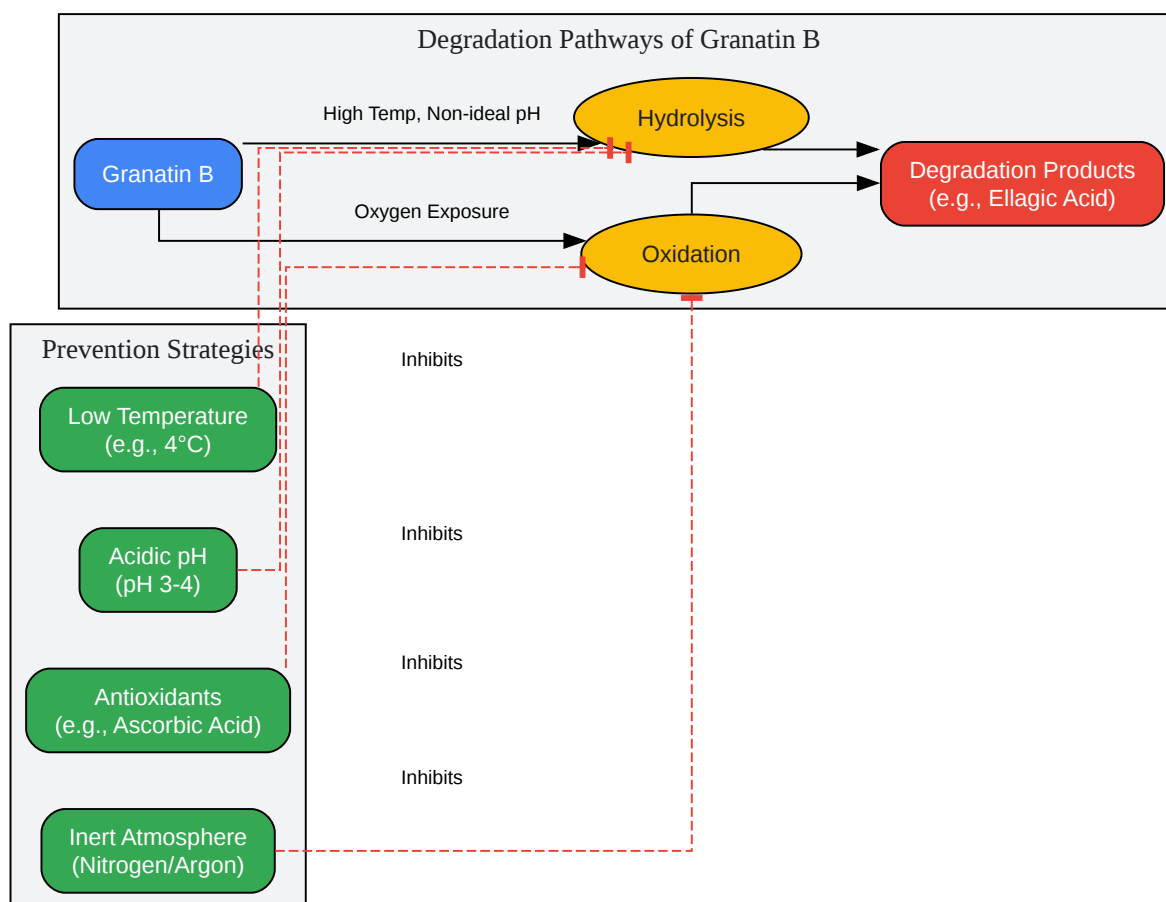 Degradation Pathways of Granatin B
High Temp, Non-ideal pH
Hydrolysis
Granatin B
Degradation Products
(e.g., Ellagic Acid)
Oxygen Exposure
Oxidation
Prevention Strategies
Inhibits
Low Temperature
(e.g., 4°C)
Inhibits
Acidic pH
(pH 3-4)
Inhibits
Antioxidants
(e.g., Ascorbic Acid)
Inhibits
Inert Atmosphere
(Nitrogen/Argon)